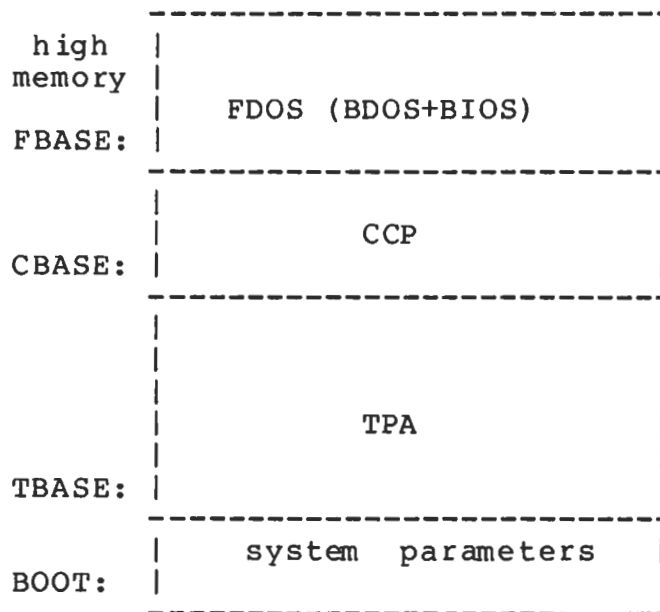 high
memory
FDOS (BDOS+BIOS)
FBASE:
CCP
CBASE:
TPA
TBASE:
system parameters
BOOT: